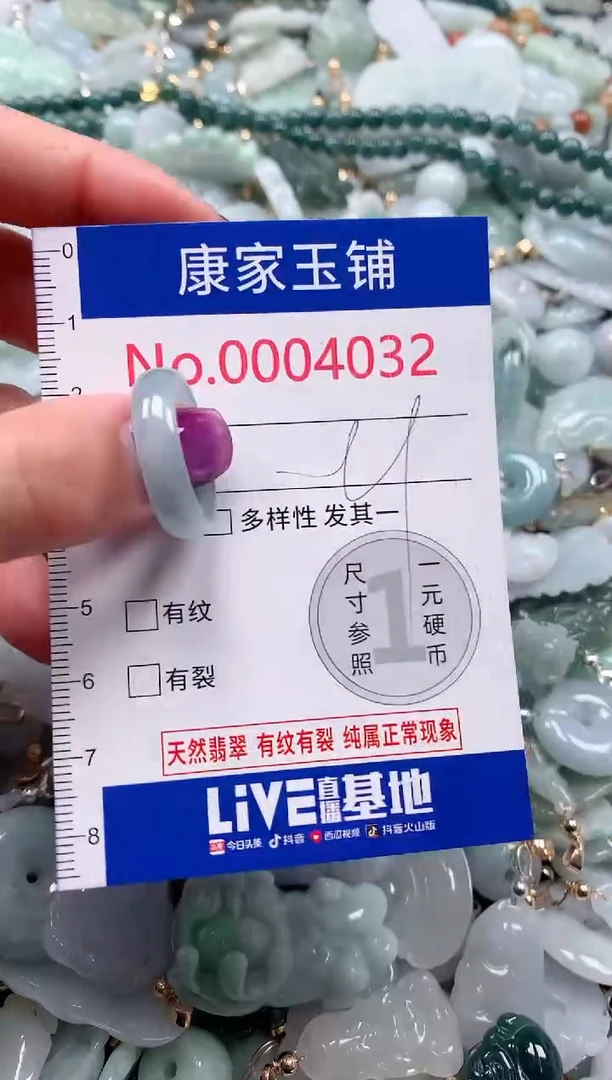 0
康家玉铺
1
No.0004032
2
多样性 发其一
尺寸参照
1
一元硬币
5
有纹
6
有裂
天然翡翠 有纹有裂 纯属正常现象
7
LiVE直播基地
今日头条 抖音 西瓜视频 抖音火山版
8